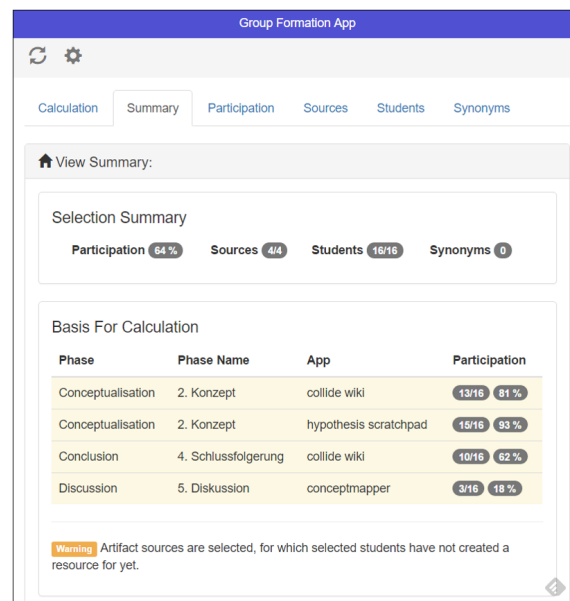 Group Formation App
Calculation Summary Participation Sources Students Synonyms
View Summary:
Selection Summary
Participation 64 % Sources 4/4 Students 16/16 Synonyms 0
Basis For Calculation
Phase Phase Name App Participation
Conceptualisation 2. Konzept collide wiki 13/16 81 %
Conceptualisation 2. Konzept hypothesis scratchpad 15/16 93 %
Conclusion 4. Schlussfolgerung collide wiki 10/16 62 %
Discussion 5. Diskussion conceptmapper 3/16 18 %
Warning Artifact sources are selected, for which selected students have not created a
resource for yet.